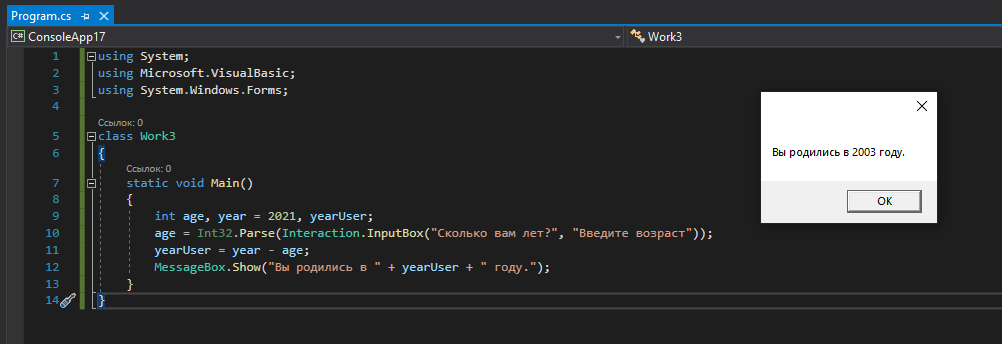 Program.cs
C# ConsoleApp17
Work3
1 using System;
2 using Microsoft.VisualBasic;
3 using System.Windows.Forms;
4
Ссылок: 0
5 class Work3
6 {
Ссылок: 0
7 static void Main()
8 {
9 int age, year = 2021, yearUser;
10 age = Int32.Parse(Interaction.InputBox("Сколько вам лет?", "Введите возраст"));
11 yearUser = year - age;
12 MessageBox.Show("Вы родились в " + yearUser + " году.");
13 }
14 }
Вы родились в 2003 году.
OK